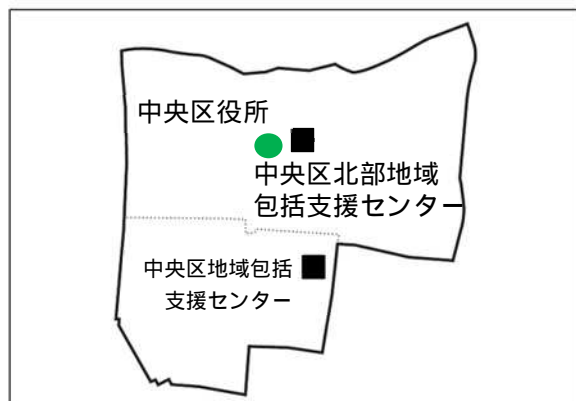 中央区役所
中央区北部地域
包括支援センター
中央区地域包括
支援センター